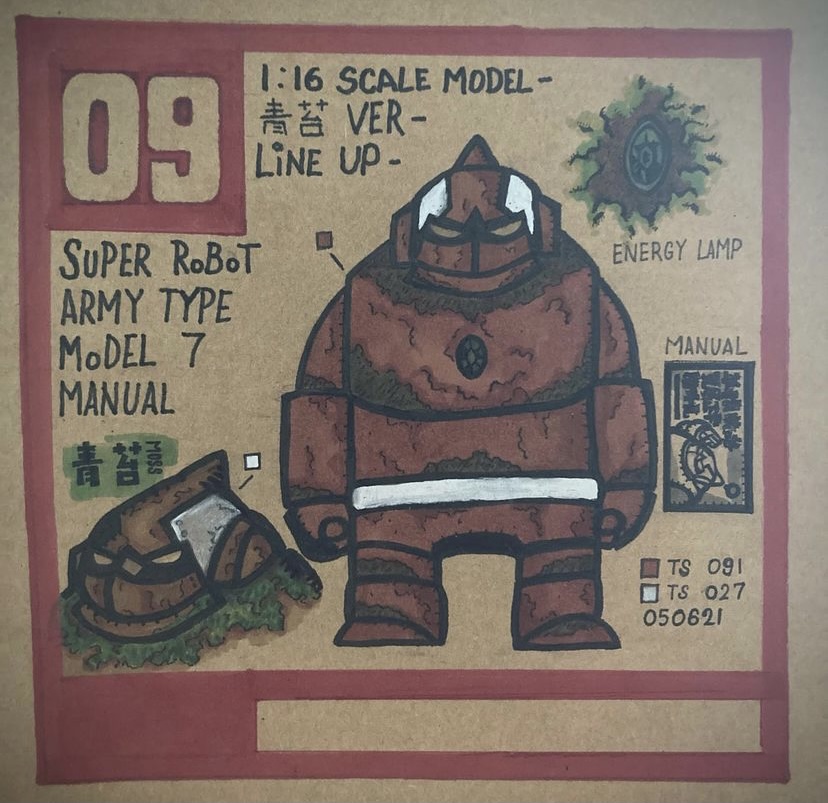 09
1:16 SCALE MODEL-
青苔 VER-
LINE UP-
SUPER ROBOT
ARMY TYPE
MODEL 7
MANUAL
ENERGY LAMP
MANUAL
青苔 MOSS
TS 091
TS 027
050621